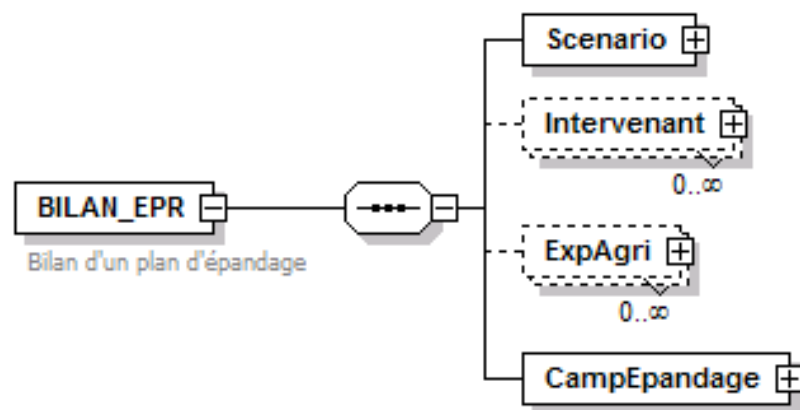 Scenario
Intervenant
0..∞
BILAN_EPR
Bilan d'un plan d'épandage
ExpAgri
0..∞
CampEpandage